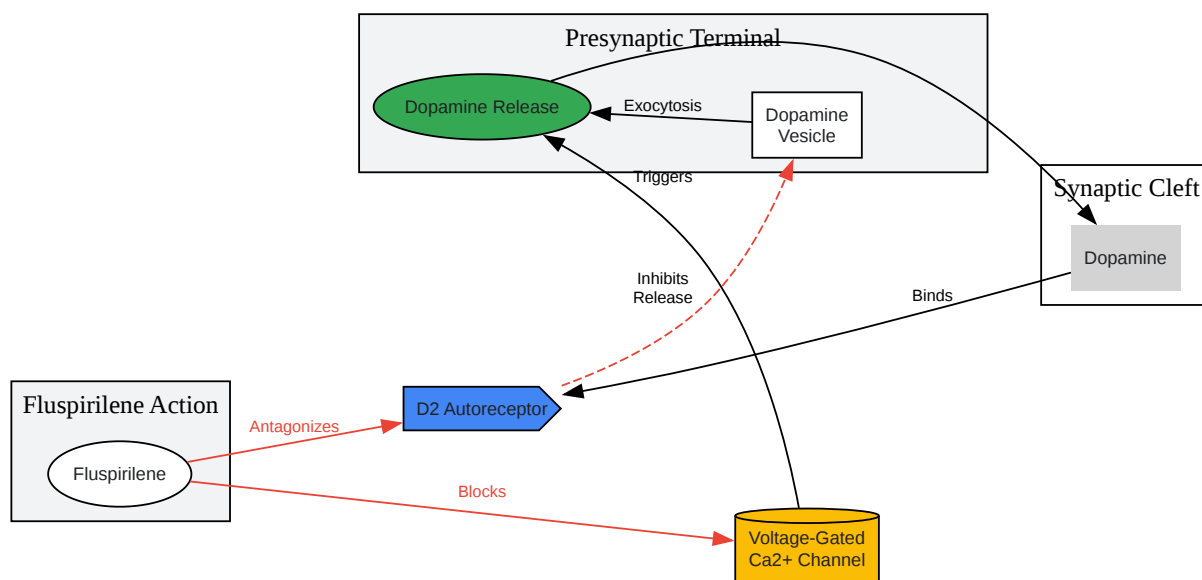 Presynaptic Terminal
Dopamine Release
Exocytosis
Dopamine
Vesicle
Triggers
Synaptic Cleft
Dopamine
Inhibits
Release
Binds
Fluspirilene Action
D2 Autoreceptor
Antagonizes
Fluspirilene
Blocks
Voltage-Gated
Ca2+ Channel